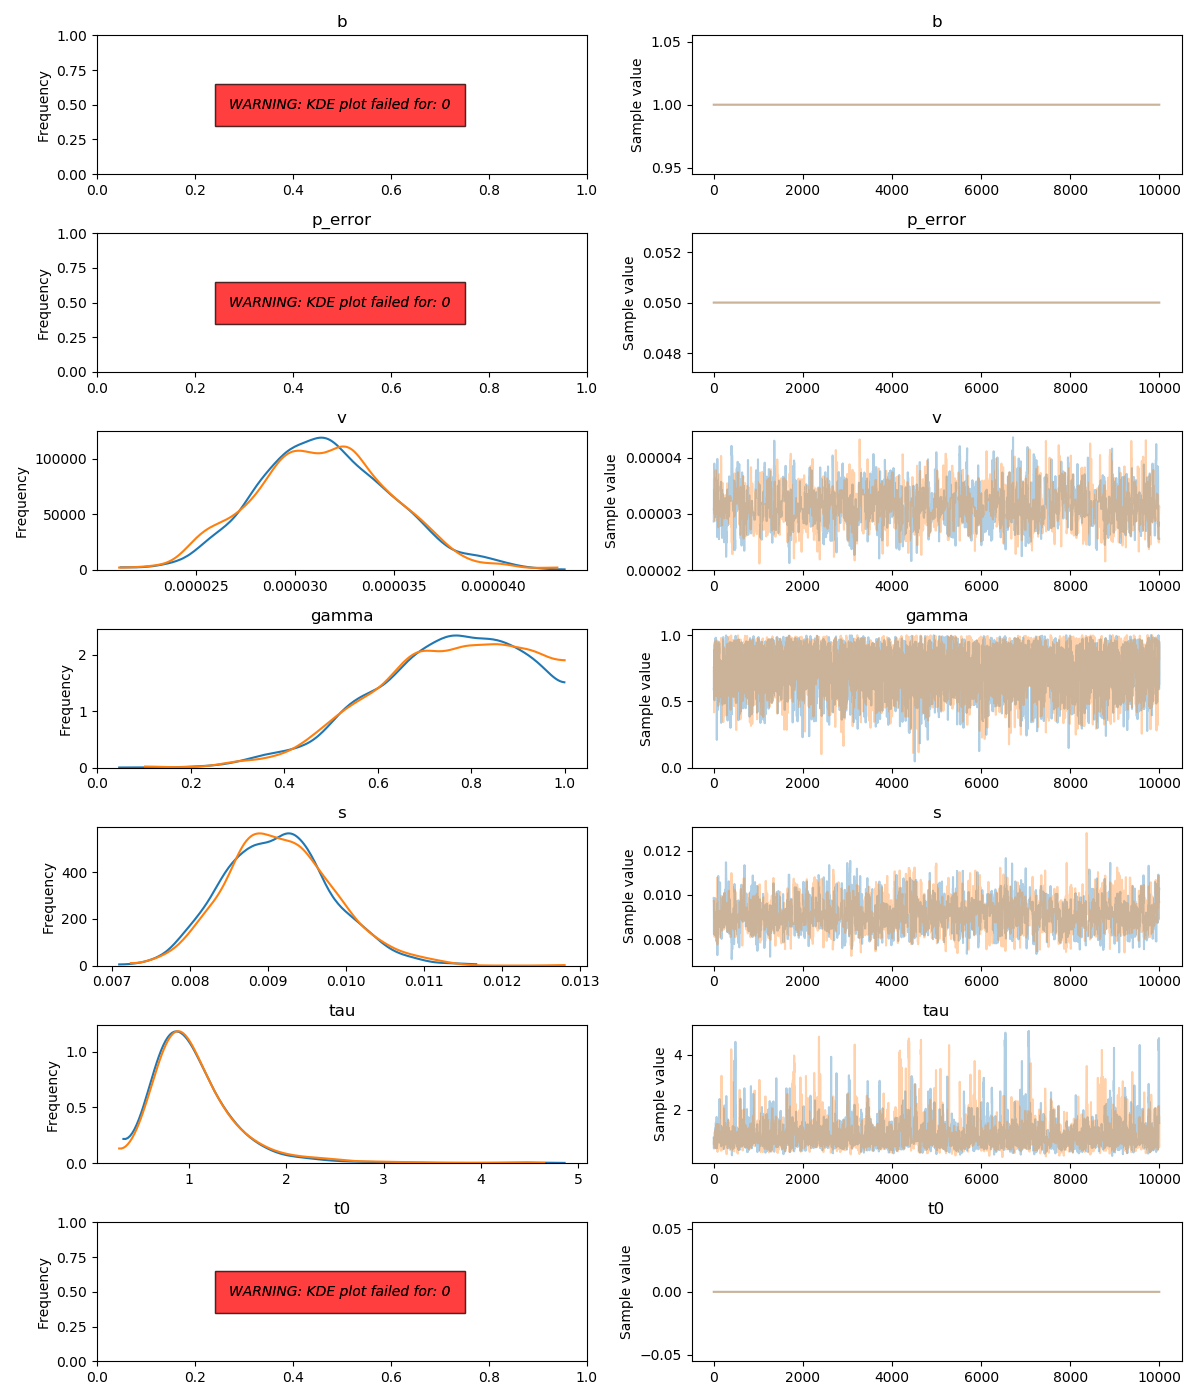 b
b
1.00
0.75
0.50
0.25
0.00
Frequency
WARNING: KDE plot failed for: 0
0.0 0.2 0.4 0.6 0.8 1.0
1.05
1.00
0.95
Sample value
0 2000 4000 6000 8000 10000
p_error
p_error
1.00
0.75
0.50
0.25
0.00
Frequency
WARNING: KDE plot failed for: 0
0.0 0.2 0.4 0.6 0.8 1.0
0.052
0.050
0.048
Sample value
0 2000 4000 6000 8000 10000
v
v
100000
50000
0
Frequency
0.000025 0.000030 0.000035 0.000040
0.00004
0.00003
0.00002
Sample value
0 2000 4000 6000 8000 10000
gamma
gamma
2
1
0
Frequency
0.0 0.2 0.4 0.6 0.8 1.0
1.0
0.5
0.0
Sample value
0 2000 4000 6000 8000 10000
s
s
400
200
0
Frequency
0.007 0.008 0.009 0.010 0.011 0.012 0.013
0.012
0.010
0.008
Sample value
0 2000 4000 6000 8000 10000
tau
tau
1.0
0.5
0.0
Frequency
1 2 3 4 5
4
2
Sample value
0 2000 4000 6000 8000 10000
t0
t0
1.00
0.75
0.50
0.25
0.00
Frequency
WARNING: KDE plot failed for: 0
0.0 0.2 0.4 0.6 0.8 1.0
0.05
0.00
−0.05
Sample value
0 2000 4000 6000 8000 10000